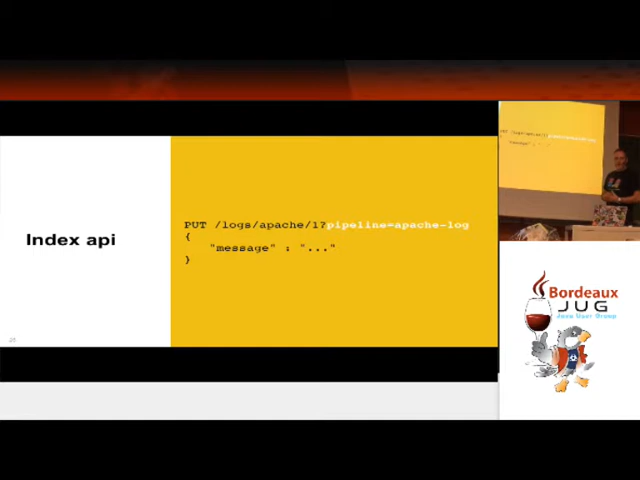 Index api
PUT /logs/apache/1?pipeline=apache-log
{
"message" : "..."
}
Bordeaux
JUG
Java User Group